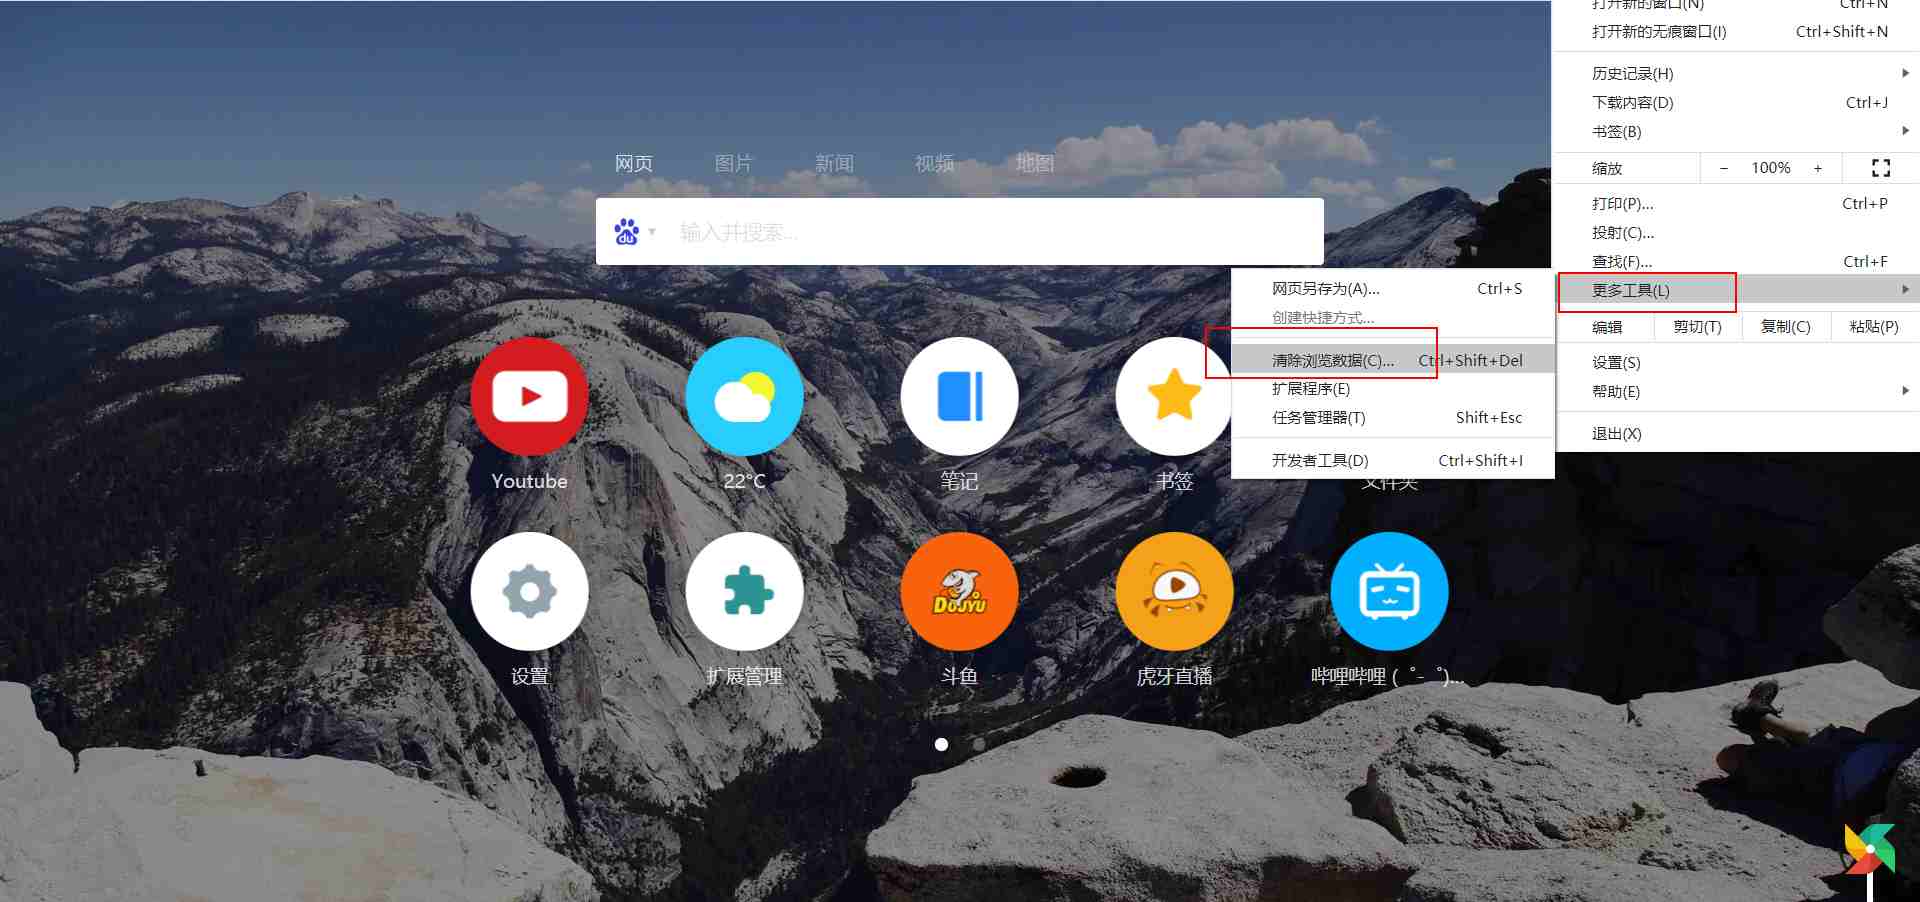 打开新的窗口(N) Ctrl+N
打开新的无痕窗口(I) Ctrl+Shift+N
历史记录(H)
下载内容(D) Ctrl+J
书签(B)
缩放 − 100% +
打印(P)... Ctrl+P
投射(C)...
查找(F)... Ctrl+F
更多工具(L)
编辑 剪切(T) 复制(C) 粘贴(P)
设置(S)
帮助(E)
退出(X)
网页另存为(A)... Ctrl+S
创建快捷方式...
清除浏览数据(C)... Ctrl+Shift+Del
扩展程序(E)
任务管理器(T) Shift+Esc
开发者工具(D) Ctrl+Shift+I
网页 图片 新闻 视频 地图
du 输入并搜索...
Youtube 22°C 笔记 书签 文件夹
DOUYU
设置 扩展管理 斗鱼 虎牙直播 哔哩哔哩 (゜-゜)...